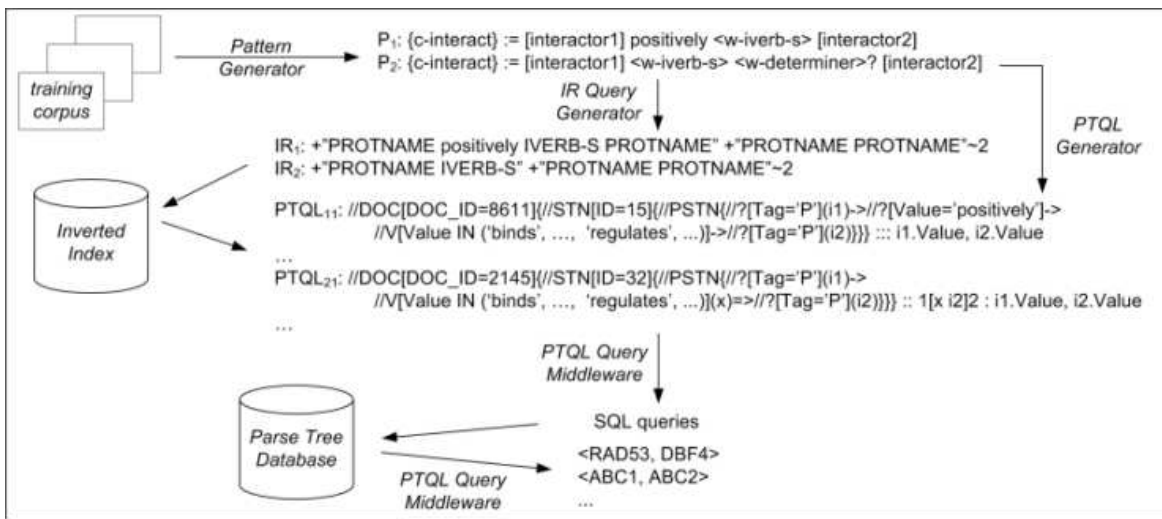 training
corpus
Pattern
Generator
P₁: {c-interact} := [interactor1] positively <w-iverb-s> [interactor2]
P₂: {c-interact} := [interactor1] <w-iverb-s> <w-determiner>? [interactor2]
IR Query
Generator
PTQL
Generator
IR₁: +"PROTNAME positively IVERB-S PROTNAME" +"PROTNAME PROTNAME"~2
IR₂: +"PROTNAME IVERB-S" +"PROTNAME PROTNAME"~2
Inverted
Index
PTQL₁₁: //DOC[DOC_ID=8611]{//STN[ID=15]{//PSTN{//?[Tag='P'](i1)->//?[Value='positively']->
//V[Value IN ('binds', …, 'regulates', ...)]->//?[Tag='P'](i2)}}} ::: i1.Value, i2.Value
…
PTQL₂₁: //DOC[DOC_ID=2145]{//STN[ID=32]{//PSTN{//?[Tag='P'](i1)->
//V[Value IN ('binds', …, 'regulates', ...)](x)=>//?[Tag='P'](i2)}}} :: 1[x i2]2 : i1.Value, i2.Value
…
PTQL Query
Middleware
SQL queries
Parse Tree
Database
<RAD53, DBF4>
<ABC1, ABC2>
...
PTQL Query
Middleware